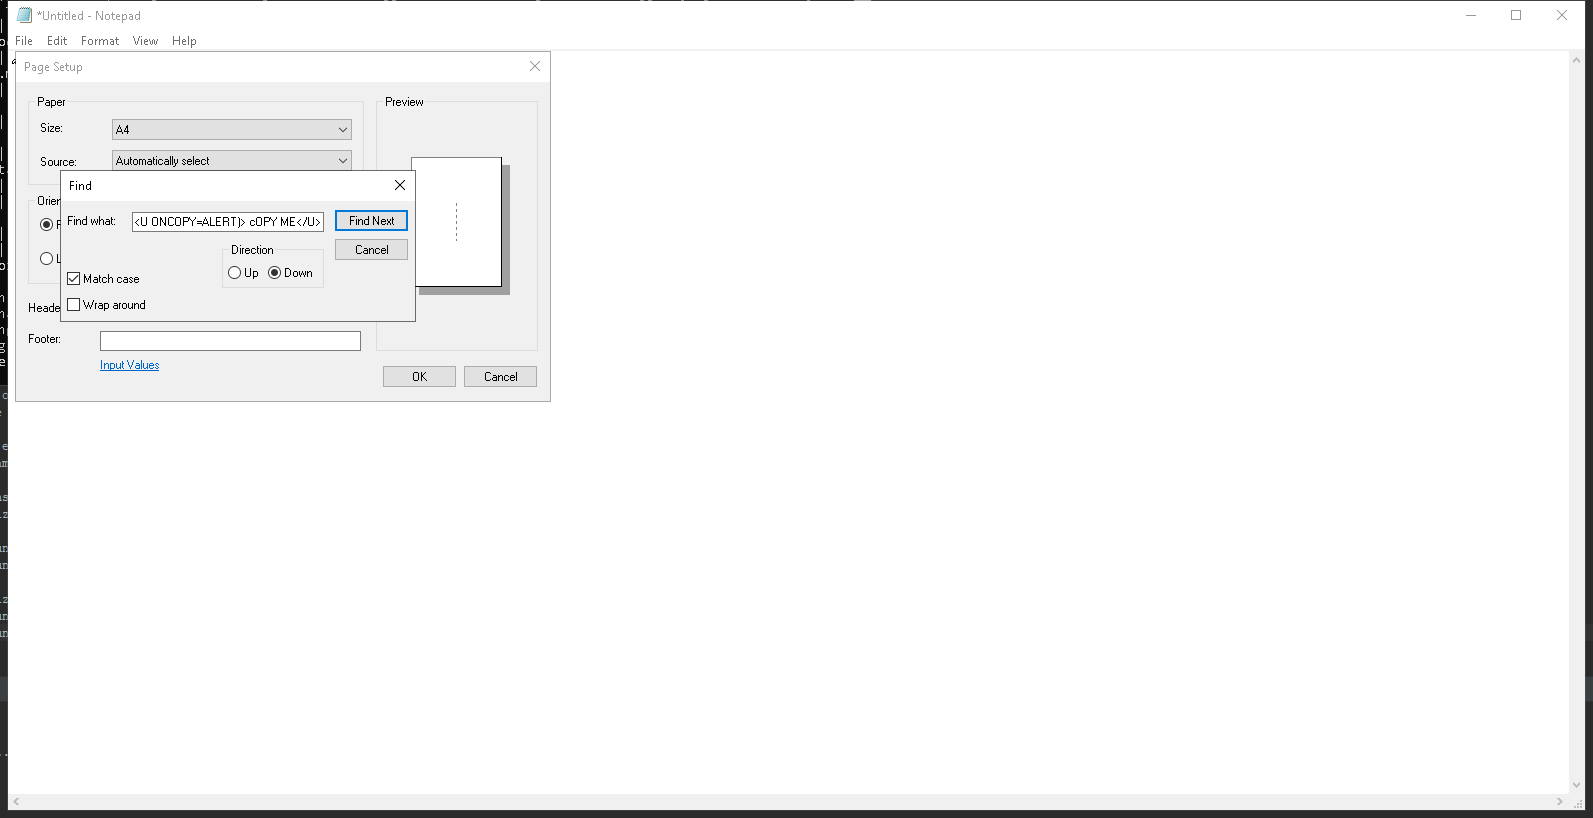 *Untitled - Notepad
File Edit Format View Help
Page Setup
Paper
Preview
Size: A4
Source: Automatically select
Find
Find what: <U ONCOPY=ALERT)> cOPY ME</U> Find Next
Direction
Cancel
Up Down
Match case
Wrap around
Footer:
Input Values
OK Cancel